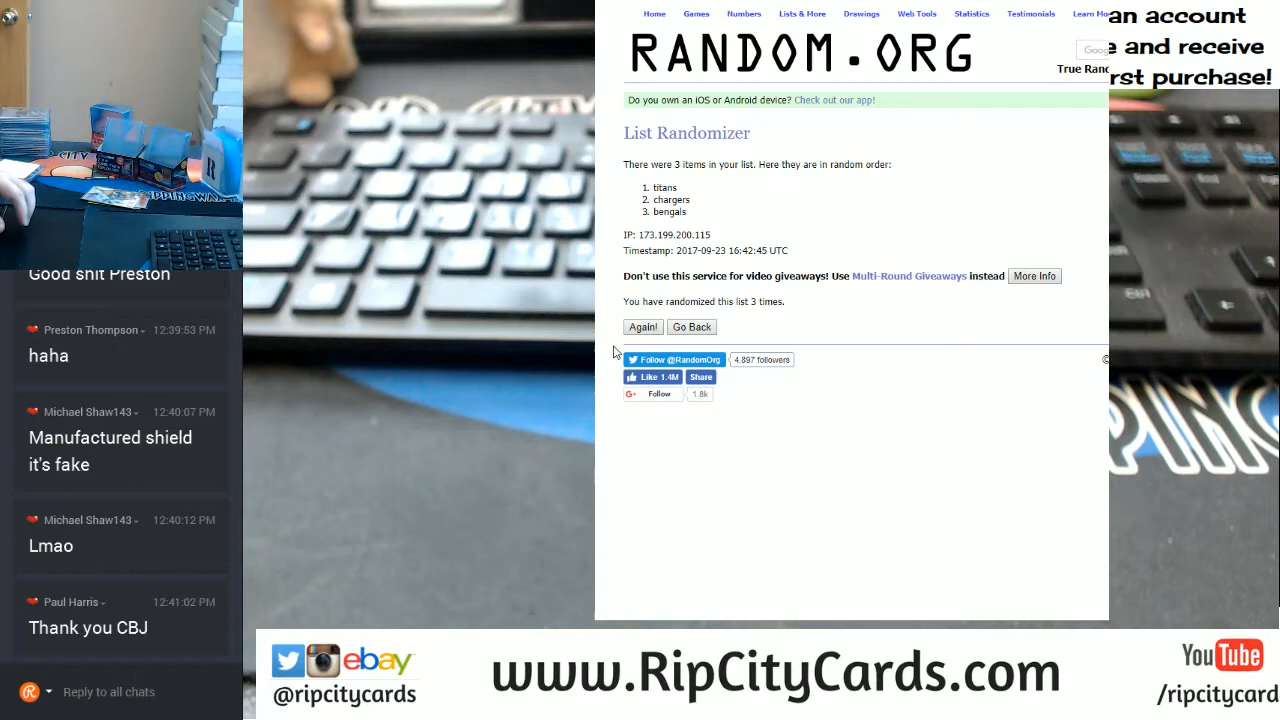 Good shit Preston
Preston Thompson 12:39:53 PM
haha
Michael Shaw143 12:40:07 PM
Manufactured shield
it's fake
Michael Shaw143 12:40:12 PM
Lmao
Paul Harris 12:41:02 PM
Thank you CBJ
Reply to all chats
Home Games Numbers Lists & More Drawings Web Tools Statistics Testimonials Learn Mo
RANDOM.ORG
Goog
True Rand
Do you own an iOS or Android device? Check out our app!
List Randomizer
There were 3 items in your list. Here they are in random order:
1. titans
2. chargers
3. bengals
IP: 173.199.200.115
Timestamp: 2017-09-23 16:42:45 UTC
Don't use this service for video giveaways! Use Multi-Round Giveaways instead More Info
You have randomized this list 3 times.
Again! Go Back
Follow @RandomOrg 4,897 followers
Like 1.4M Share
G+ Follow 1.8k
©
an account
e and receive
rst purchase!
PING
ebay
@ripcitycards
www.RipCityCards.com
YouTube
/ripcitycard